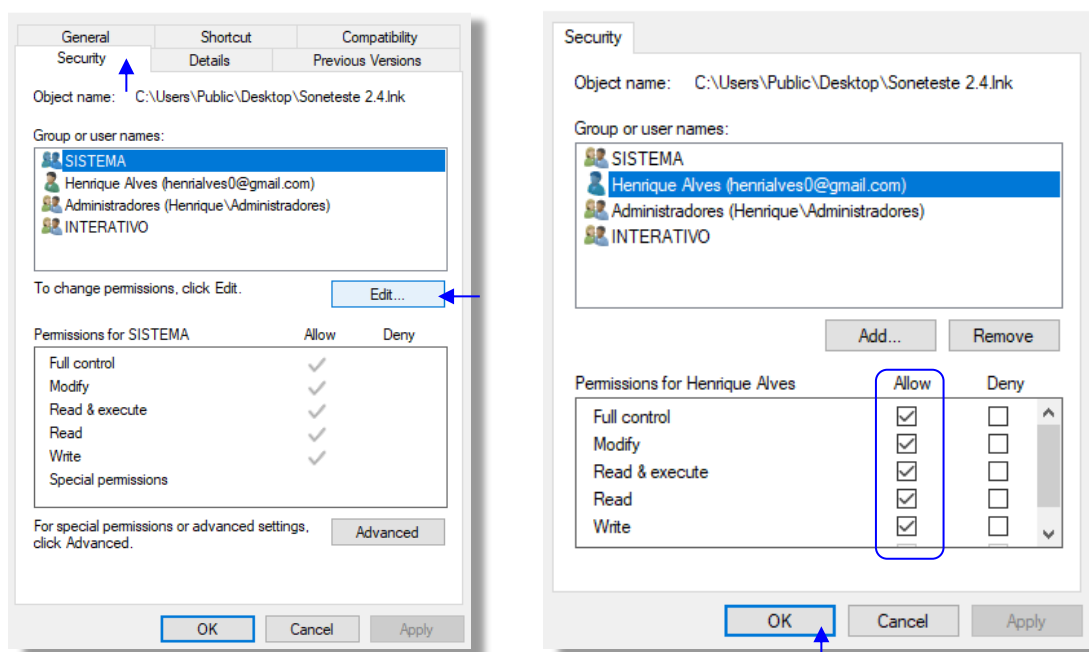 General Shortcut Compatibility
Security Details Previous Versions
Object name: C:\Users\Public\Desktop\Soneteste 2.4.lnk
Group or user names:
SISTEMA
Henrique Alves (henrialves0@gmail.com)
Administradores (Henrique\Administradores)
INTERATIVO
To change permissions, click Edit.
Edit...
Permissions for SISTEMA Allow Deny
Full control
Modify
Read & execute
Read
Write
Special permissions
For special permissions or advanced settings,
click Advanced.
Advanced
OK Cancel Apply
Security
Object name: C:\Users\Public\Desktop\Soneteste 2.4.lnk
Group or user names:
SISTEMA
Henrique Alves (henrialves0@gmail.com)
Administradores (Henrique\Administradores)
INTERATIVO
Add... Remove
Permissions for Henrique Alves Allow Deny
Full control
Modify
Read & execute
Read
Write
OK Cancel Apply